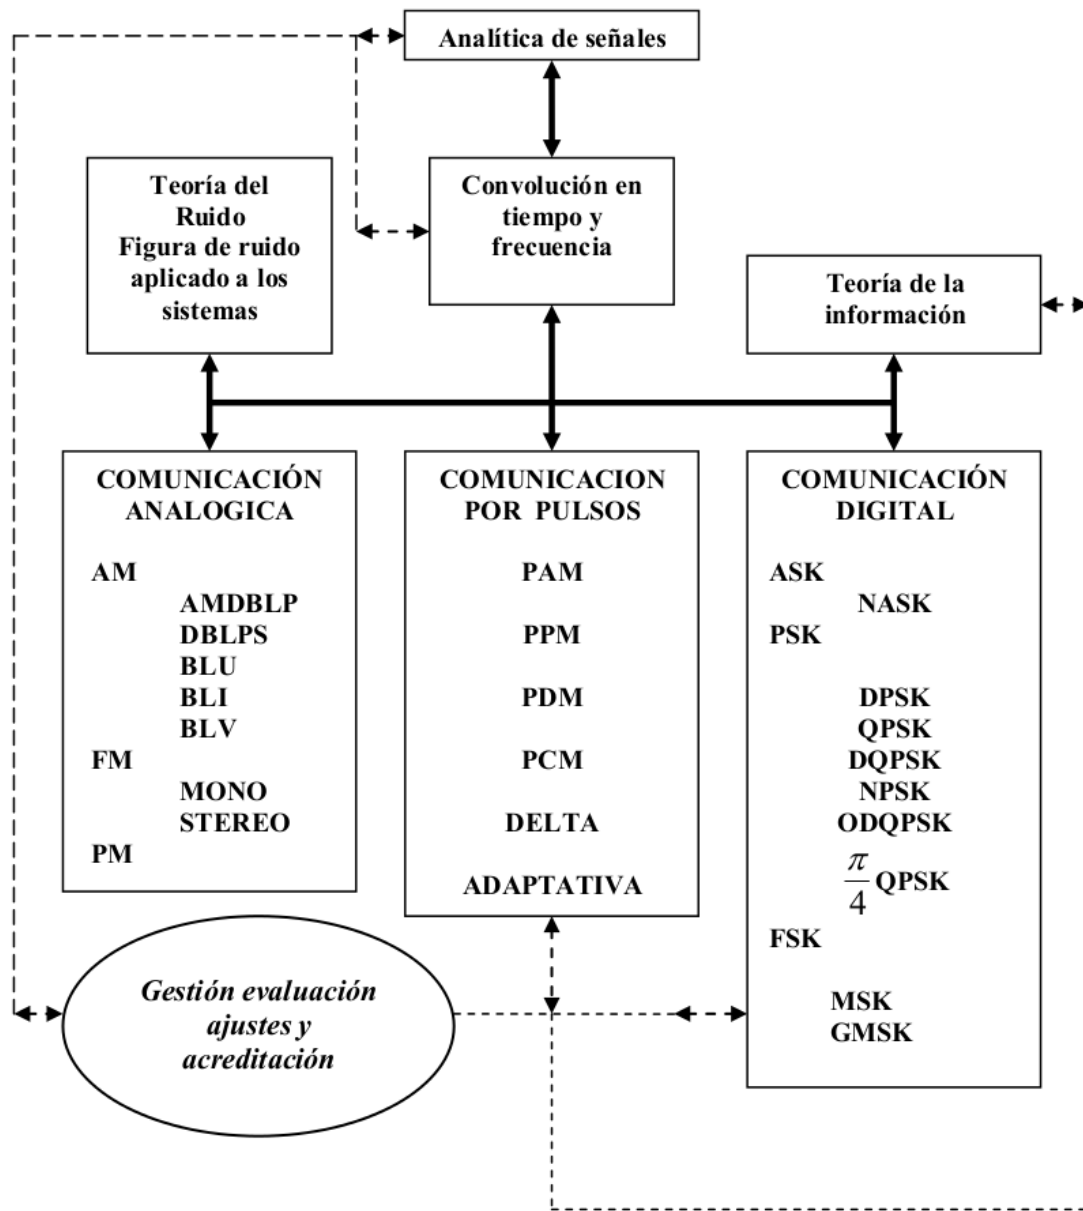 Analítica de señales
Teoría del
Ruido
Figura de ruido
aplicado a los
sistemas
Convolución en
tiempo y
frecuencia
Teoría de la
información
COMUNICACIÓN
ANALOGICA
AM
AMDBLP
DBLPS
BLU
BLI
BLV
FM
MONO
STEREO
PM
COMUNICACION
POR PULSOS
PAM
PPM
PDM
PCM
DELTA
ADAPTATIVA
COMUNICACIÓN
DIGITAL
ASK
NASK
PSK
DPSK
QPSK
DQPSK
NPSK
ODQPSK
π/4 QPSK
FSK
MSK
GMSK
Gestión evaluación
ajustes y
acreditación